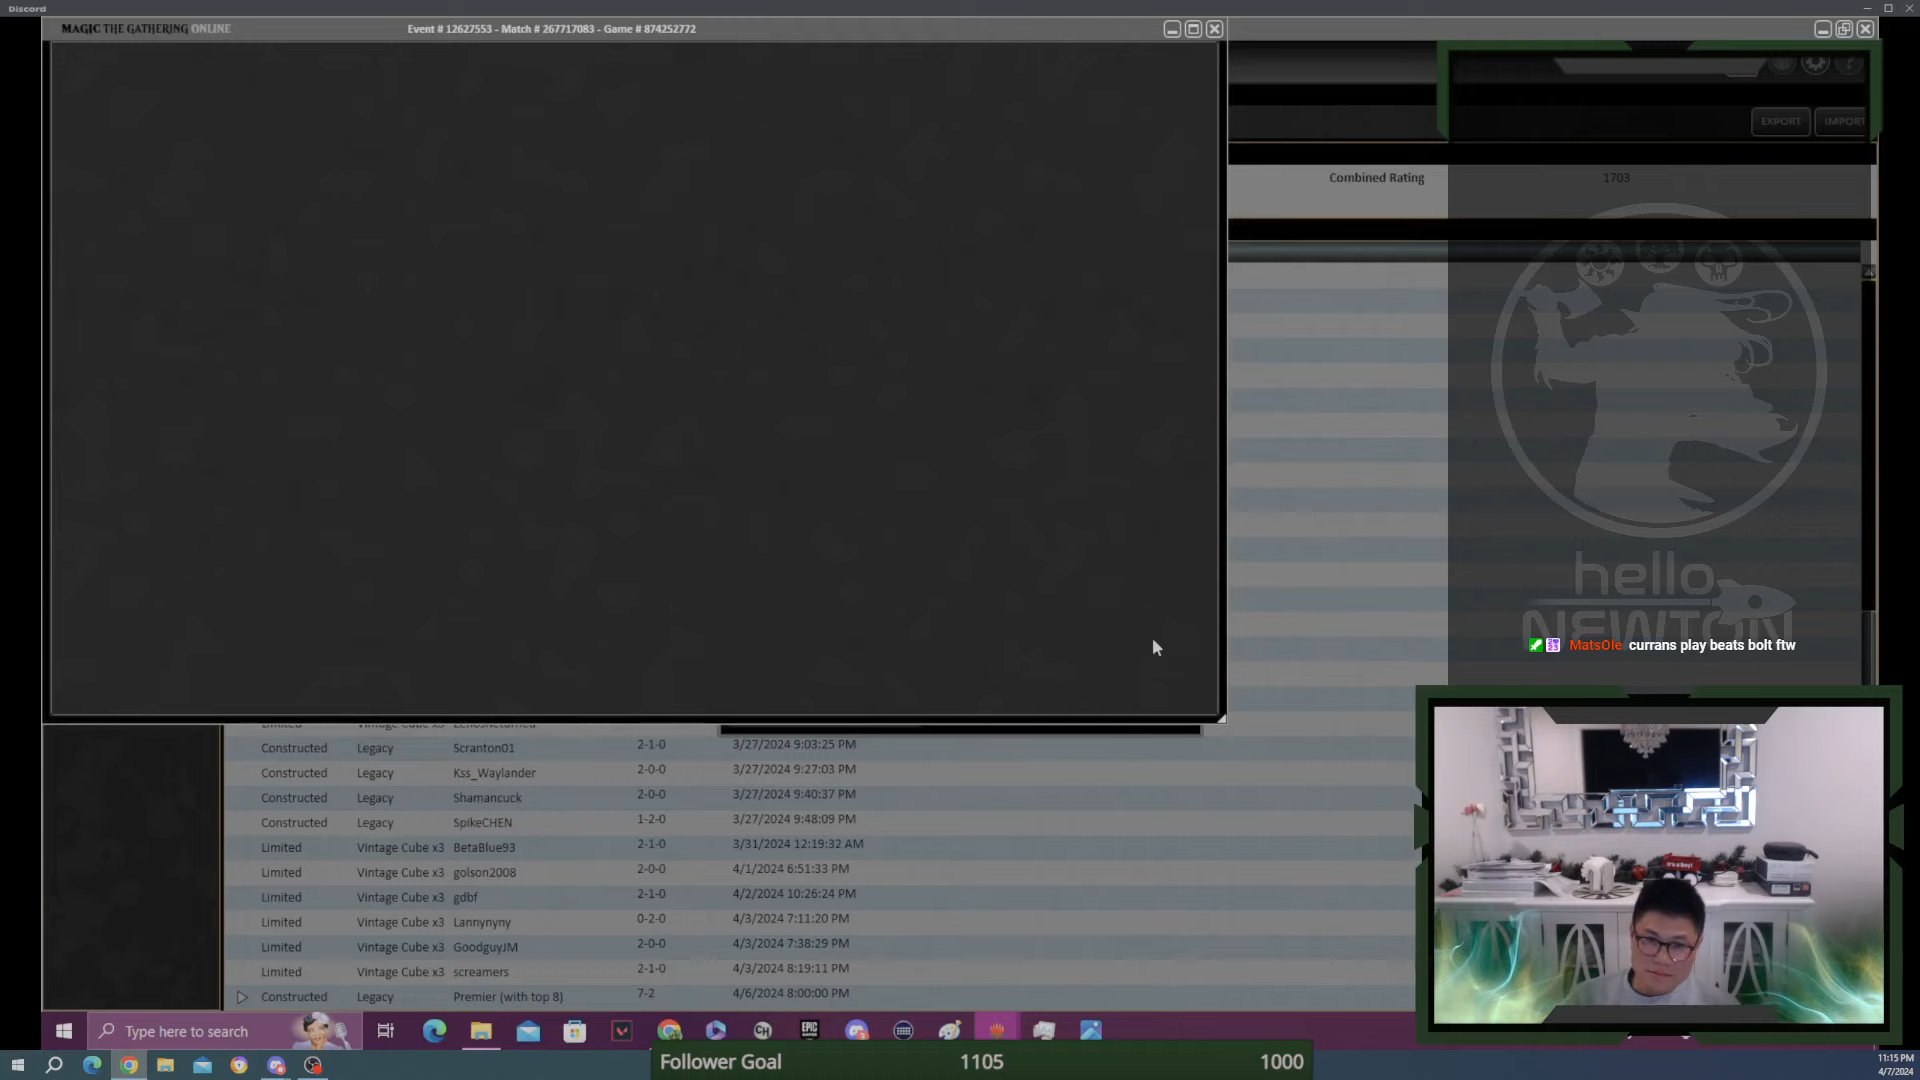 Discord
MAGIC THE GATHERING ONLINE
Event # 12627553 - Match # 267717083 - Game # 874252772
EXPORT
IMPORT
Combined Rating 1703
hello
NEWTON
MatsOle: currans play beats bolt ftw
Vintage Cube x3
Constructed Legacy Scranton01 2-1-0 3/27/2024 9:03:25 PM
Constructed Legacy Kss_Waylander 2-0-0 3/27/2024 9:27:03 PM
Constructed Legacy Shamancuck 2-0-0 3/27/2024 9:40:37 PM
Constructed Legacy SpikeCHEN 1-2-0 3/27/2024 9:48:09 PM
Limited Vintage Cube x3 BetaBlue93 2-1-0 3/31/2024 12:19:32 AM
Limited Vintage Cube x3 golson2008 2-0-0 4/1/2024 6:51:33 PM
Limited Vintage Cube x3 gdbf 2-1-0 4/2/2024 10:26:24 PM
Limited Vintage Cube x3 Lannynyny 0-2-0 4/3/2024 7:11:20 PM
Limited Vintage Cube x3 GoodguyJM 2-0-0 4/3/2024 7:38:29 PM
Limited Vintage Cube x3 screamers 2-1-0 4/3/2024 8:19:11 PM
Constructed Legacy Premier (with top 8) 7-2 4/6/2024 8:00:00 PM
Type here to search
CH
EPIC
Follower Goal 1105 1000
11:15 PM
4/7/2024